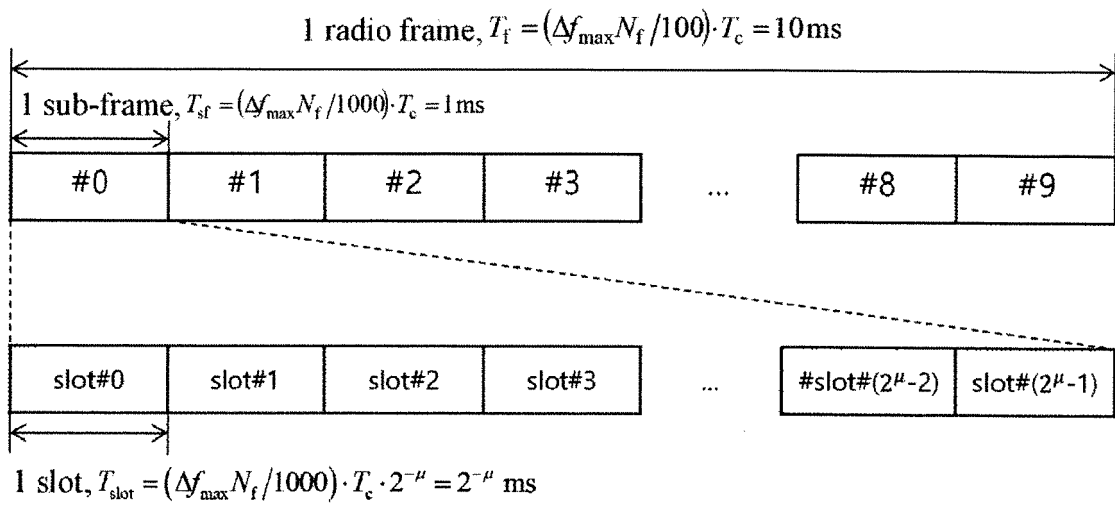 1 radio frame, T_f = (Δf_max N_f /100)·T_c = 10 ms
1 sub-frame, T_sf = (Δf_max N_f /1000)·T_c = 1 ms
#0 #1 #2 #3 ... #8 #9
slot#0 slot#1 slot#2 slot#3 ... #slot#(2^μ-2) slot#(2^μ-1)
1 slot, T_slot = (Δf_max N_f /1000)·T_c·2^-μ = 2^-μ ms